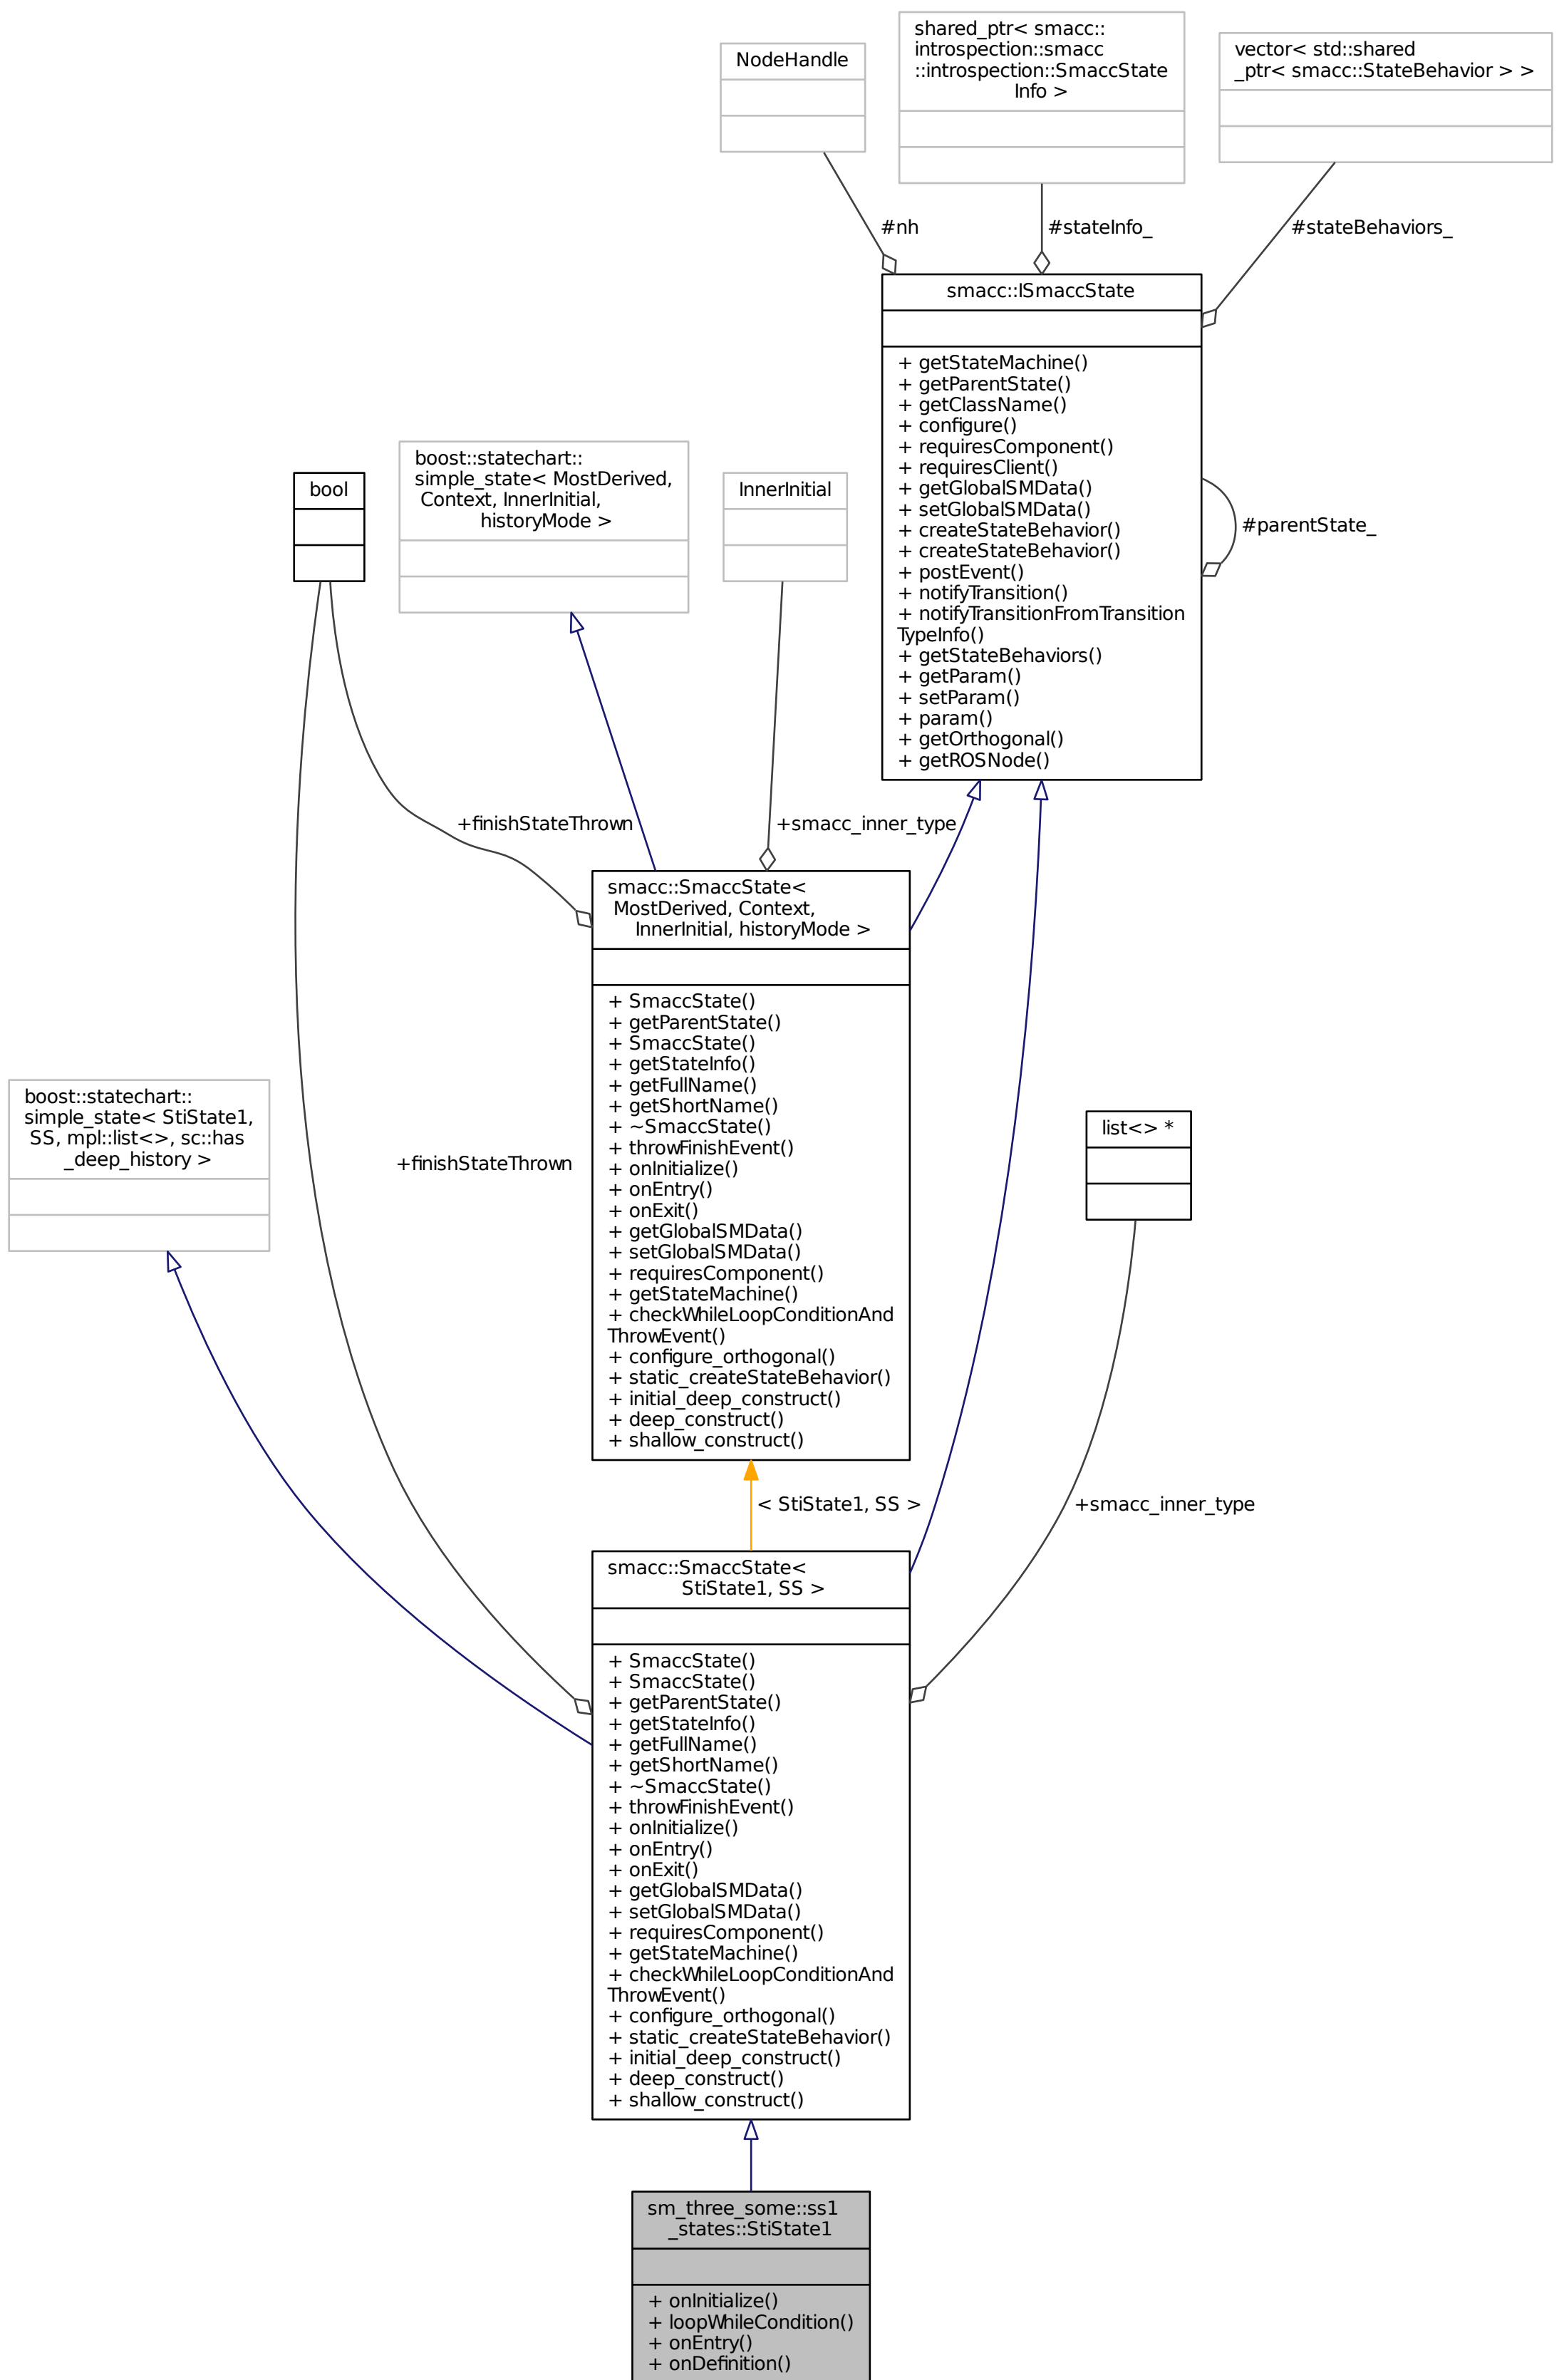 NodeHandle
shared_ptr< smacc::
introspection::smacc
::introspection::SmaccState
Info >
vector< std::shared
_ptr< smacc::StateBehavior > >
#nh
#stateInfo_
#stateBehaviors_
smacc::ISmaccState
+ getStateMachine()
+ getParentState()
+ getClassName()
+ configure()
+ requiresComponent()
+ requiresClient()
+ getGlobalSMData()
+ setGlobalSMData()
+ createStateBehavior()
+ createStateBehavior()
+ postEvent()
+ notifyTransition()
+ notifyTransitionFromTransition
TypeInfo()
+ getStateBehaviors()
+ getParam()
+ setParam()
+ param()
+ getOrthogonal()
+ getROSNode()
#parentState_
bool
boost::statechart::
simple_state< MostDerived,
Context, InnerInitial,
historyMode >
InnerInitial
+finishStateThrown
+smacc_inner_type
smacc::SmaccState<
MostDerived, Context,
InnerInitial, historyMode >
+ SmaccState()
+ getParentState()
+ SmaccState()
+ getStateInfo()
+ getFullName()
+ getShortName()
+ ~SmaccState()
+ throwFinishEvent()
+ onInitialize()
+ onEntry()
+ onExit()
+ getGlobalSMData()
+ setGlobalSMData()
+ requiresComponent()
+ getStateMachine()
+ checkWhileLoopConditionAnd
ThrowEvent()
+ configure_orthogonal()
+ static_createStateBehavior()
+ initial_deep_construct()
+ deep_construct()
+ shallow_construct()
boost::statechart::
simple_state< StiState1,
SS, mpl::list<>, sc::has
_deep_history >
+finishStateThrown
list<> *
< StiState1, SS >
+smacc_inner_type
smacc::SmaccState<
StiState1, SS >
+ SmaccState()
+ SmaccState()
+ getParentState()
+ getStateInfo()
+ getFullName()
+ getShortName()
+ ~SmaccState()
+ throwFinishEvent()
+ onInitialize()
+ onEntry()
+ onExit()
+ getGlobalSMData()
+ setGlobalSMData()
+ requiresComponent()
+ getStateMachine()
+ checkWhileLoopConditionAnd
ThrowEvent()
+ configure_orthogonal()
+ static_createStateBehavior()
+ initial_deep_construct()
+ deep_construct()
+ shallow_construct()
sm_three_some::ss1
_states::StiState1
+ onInitialize()
+ loopWhileCondition()
+ onEntry()
+ onDefinition()